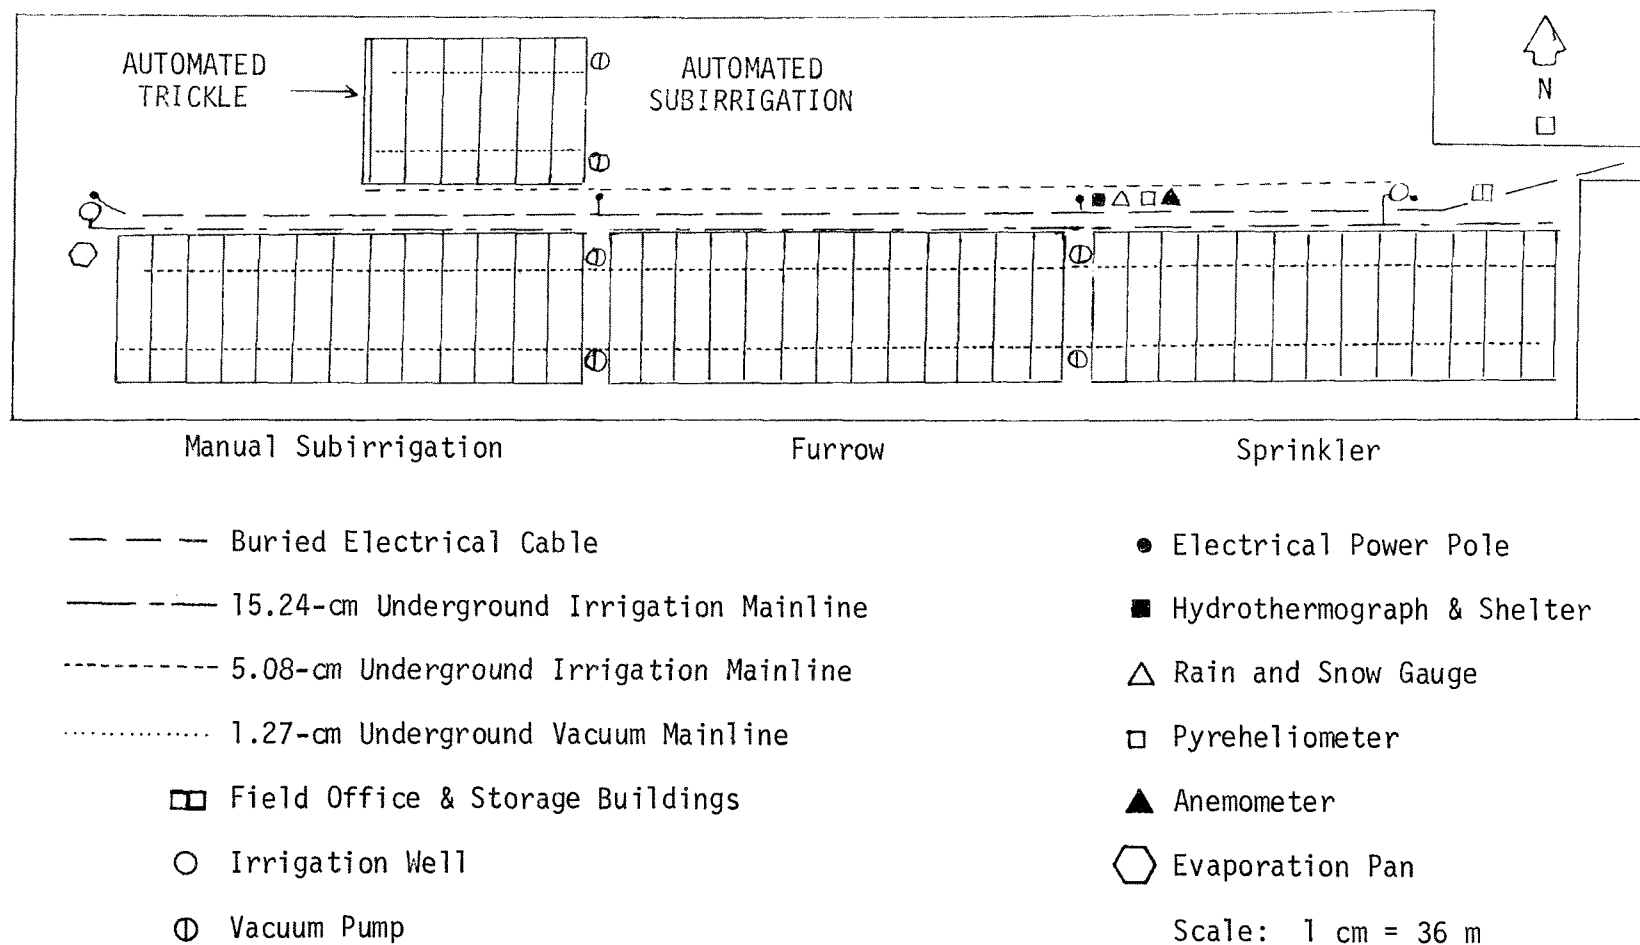 AUTOMATED
TRICKLE
AUTOMATED
SUBIRRIGATION
N
Manual Subirrigation
Furrow
Sprinkler
Buried Electrical Cable
15.24-cm Underground Irrigation Mainline
5.08-cm Underground Irrigation Mainline
1.27-cm Underground Vacuum Mainline
Field Office & Storage Buildings
Irrigation Well
Vacuum Pump
Electrical Power Pole
Hydrothermograph & Shelter
Rain and Snow Gauge
Pyreheliometer
Anemometer
Evaporation Pan
Scale: 1 cm = 36 m